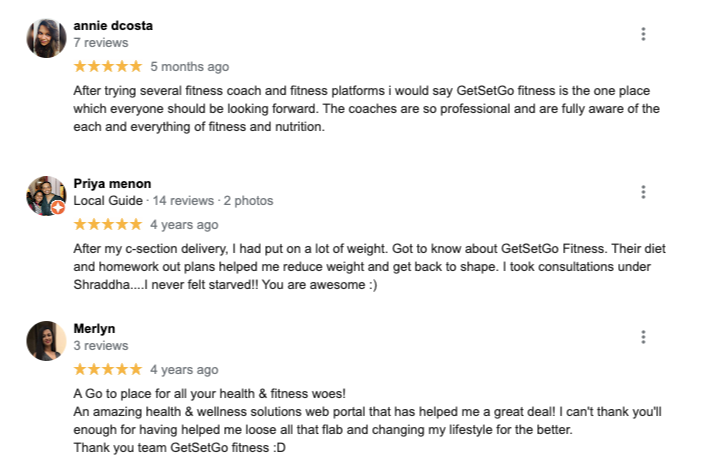 annie dcosta
7 reviews
5 months ago
After trying several fitness coach and fitness platforms i would say GetSetGo fitness is the one place
which everyone should be looking forward. The coaches are so professional and are fully aware of the
each and everything of fitness and nutrition.
Priya menon
Local Guide · 14 reviews · 2 photos
4 years ago
After my c-section delivery, I had put on a lot of weight. Got to know about GetSetGo Fitness. Their diet
and homework out plans helped me reduce weight and get back to shape. I took consultations under
Shraddha....I never felt starved!! You are awesome :)
Merlyn
3 reviews
4 years ago
A Go to place for all your health & fitness woes!
An amazing health & wellness solutions web portal that has helped me a great deal! I can't thank you'll
enough for having helped me loose all that flab and changing my lifestyle for the better.
Thank you team GetSetGo fitness :D